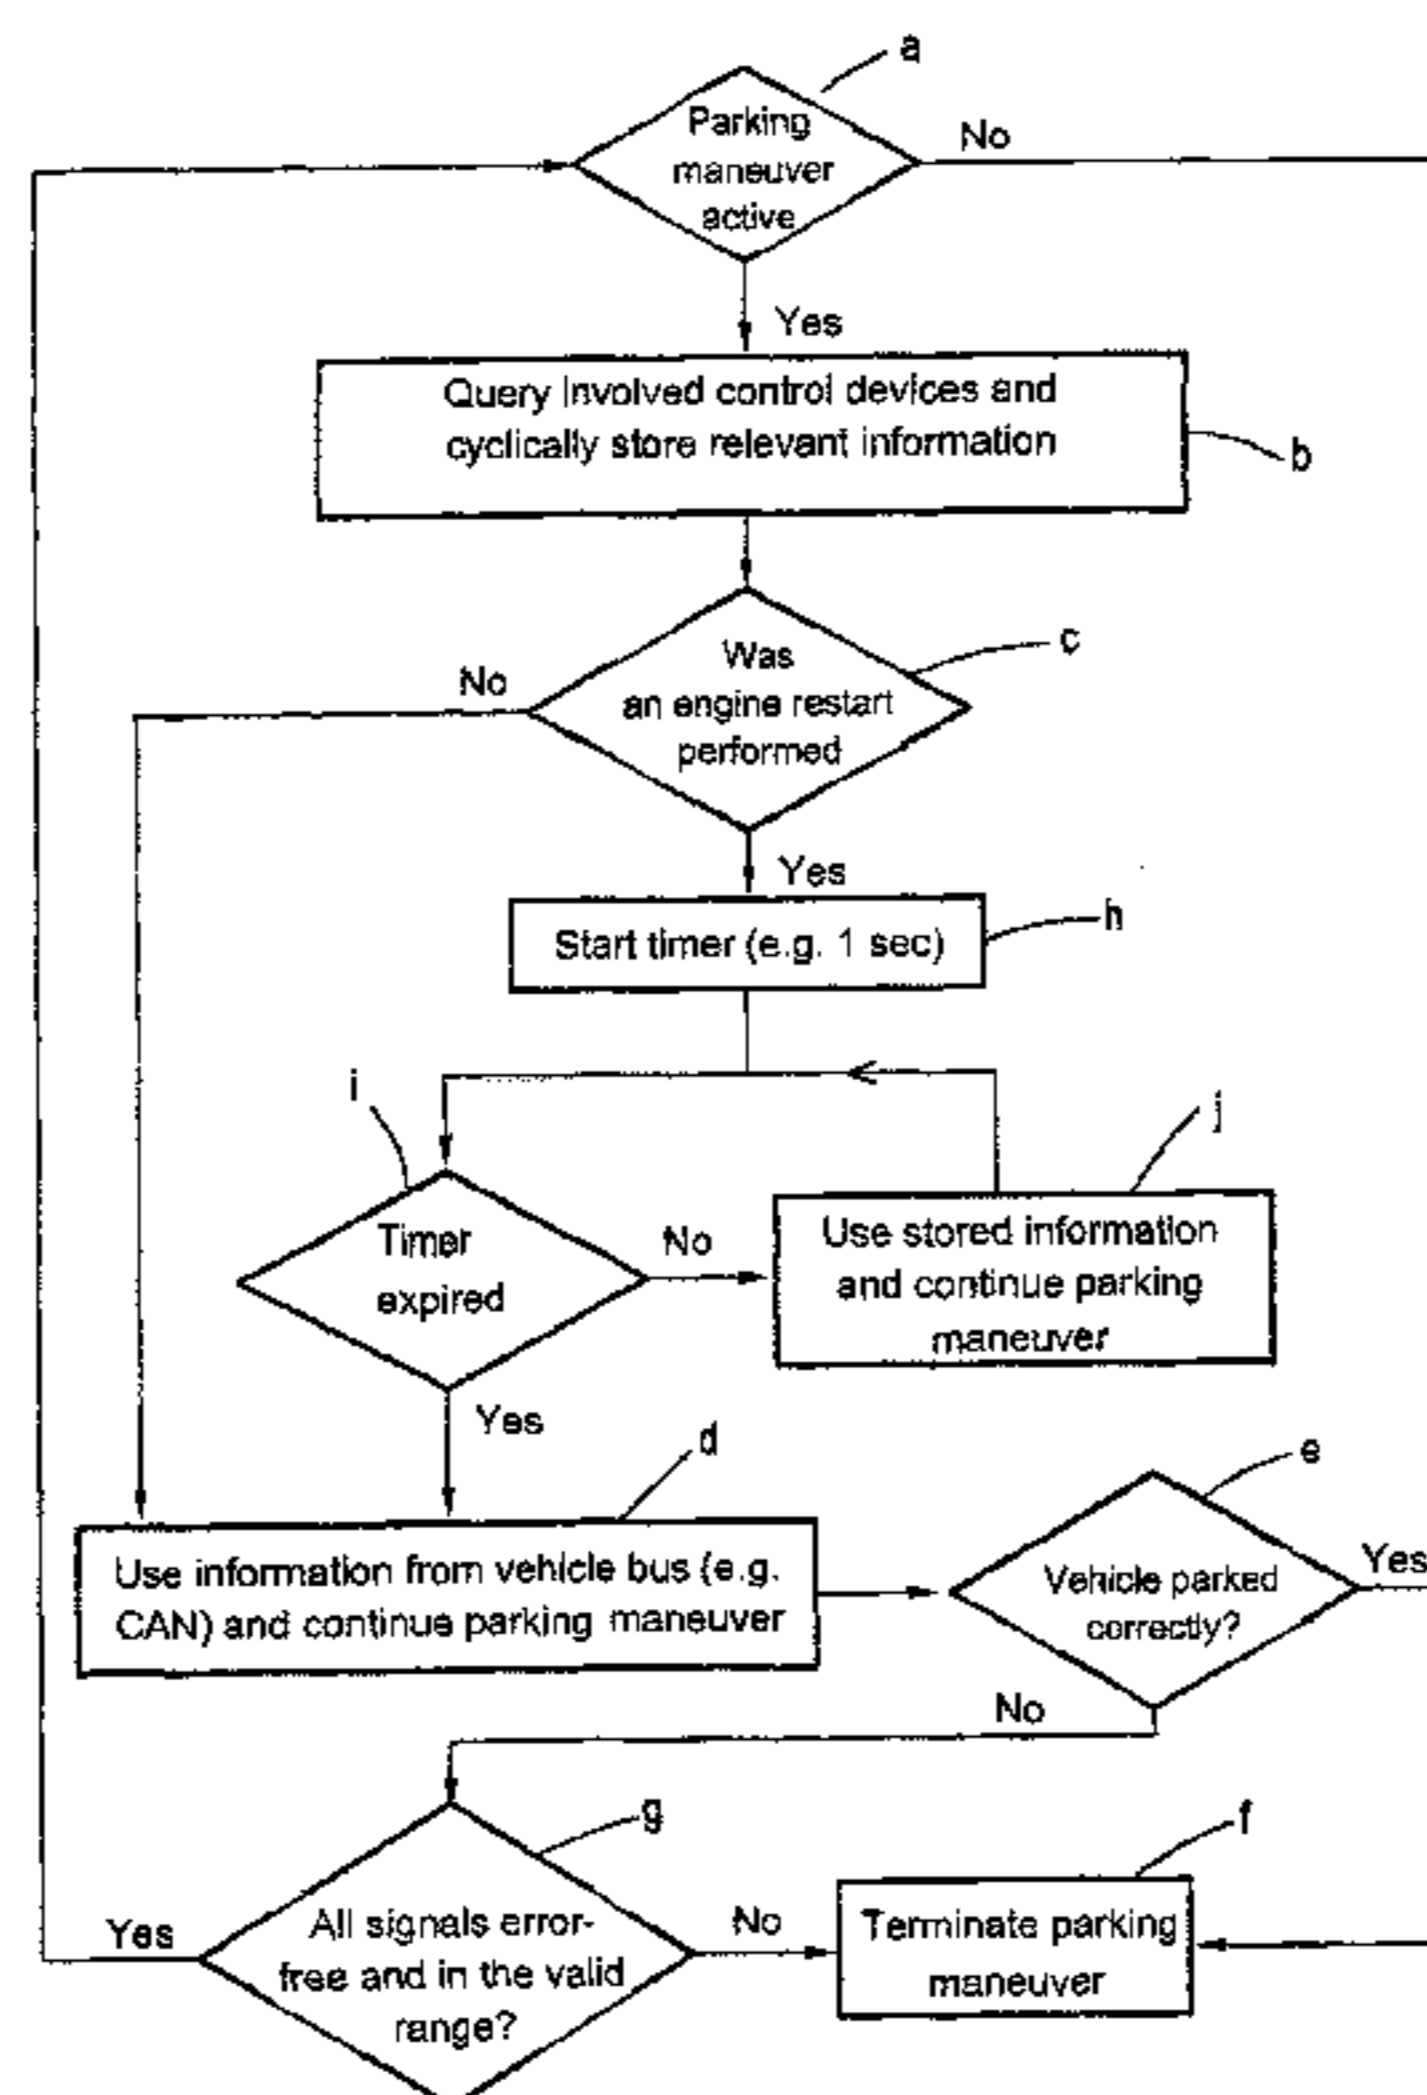 a
Parking
maneuver
active
No
Yes
Query involved control devices and
cyclically store relevant information
b
Was
an engine restart
performed
c
No
Yes
Start timer (e.g. 1 sec)
h
i
j
Timer
expired
No
Use stored information
and continue parking
maneuver
Yes
d
e
Use information from vehicle bus (e.g.
CAN) and continue parking maneuver
Vehicle parked
correctly?
Yes
No
g
f
All signals error-
free and in the valid
range?
Yes
No
Terminate parking
maneuver